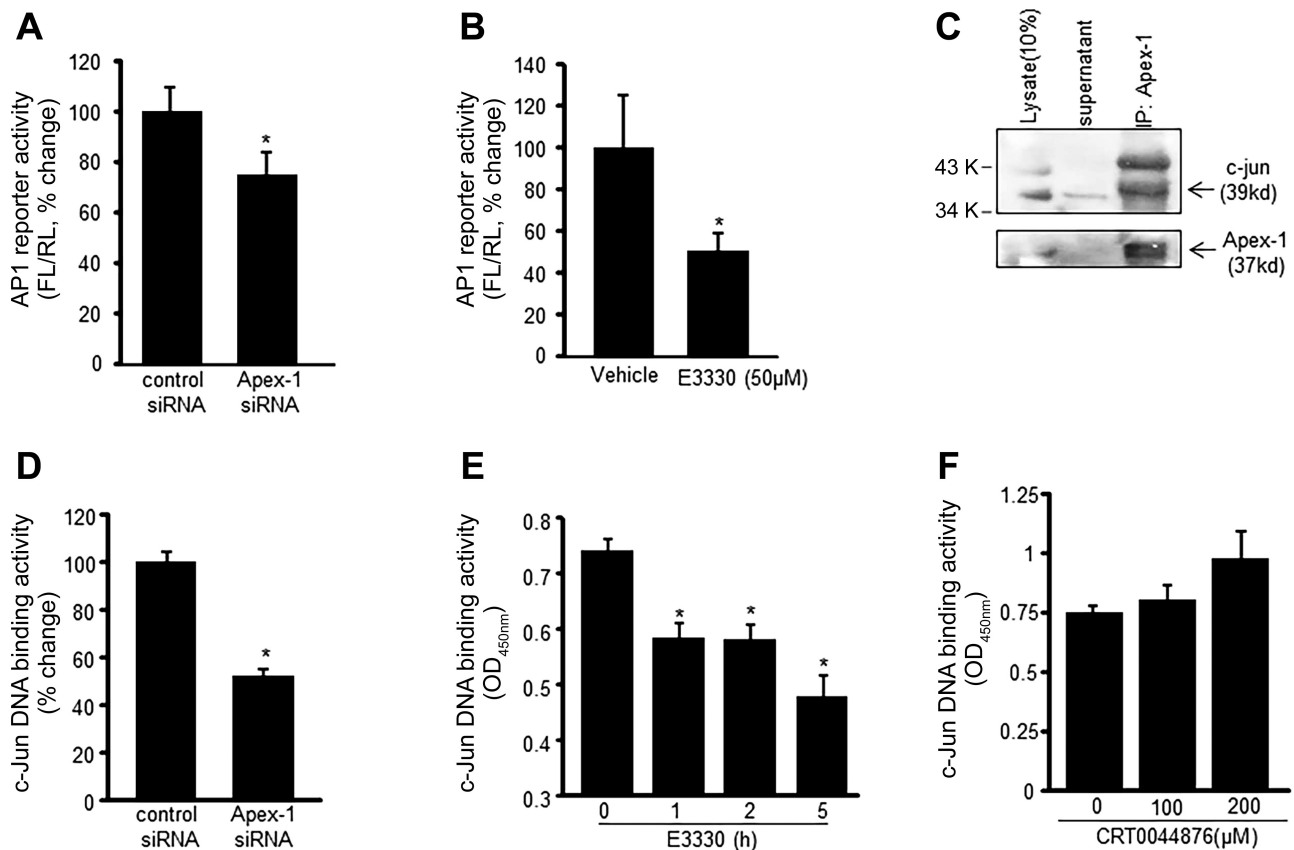 A
AP1 reporter activity
(FL/RL, % change)
120
100
80
60
40
20
0
*
control
siRNA
Apex-1
siRNA
B
AP1 reporter activity
(FL/RL, % change)
140
120
100
80
60
40
20
0
*
Vehicle
E3330 (50µM)
C
Lysate(10%)
supernatant
IP: Apex-1
43 K
34 K
c-jun
(39kd)
Apex-1
(37kd)
D
c-Jun DNA binding activity
(% change)
120
100
80
60
40
20
0
*
control
siRNA
Apex-1
siRNA
E
c-Jun DNA binding activity
(OD450nm)
0.8
0.7
0.6
0.5
0.4
0.3
*
*
*
0 1 2 5
E3330 (h)
F
c-Jun DNA binding activity
(OD450nm)
1.25
1
0.75
0.5
0.25
0
0 100 200
CRT0044876(µM)